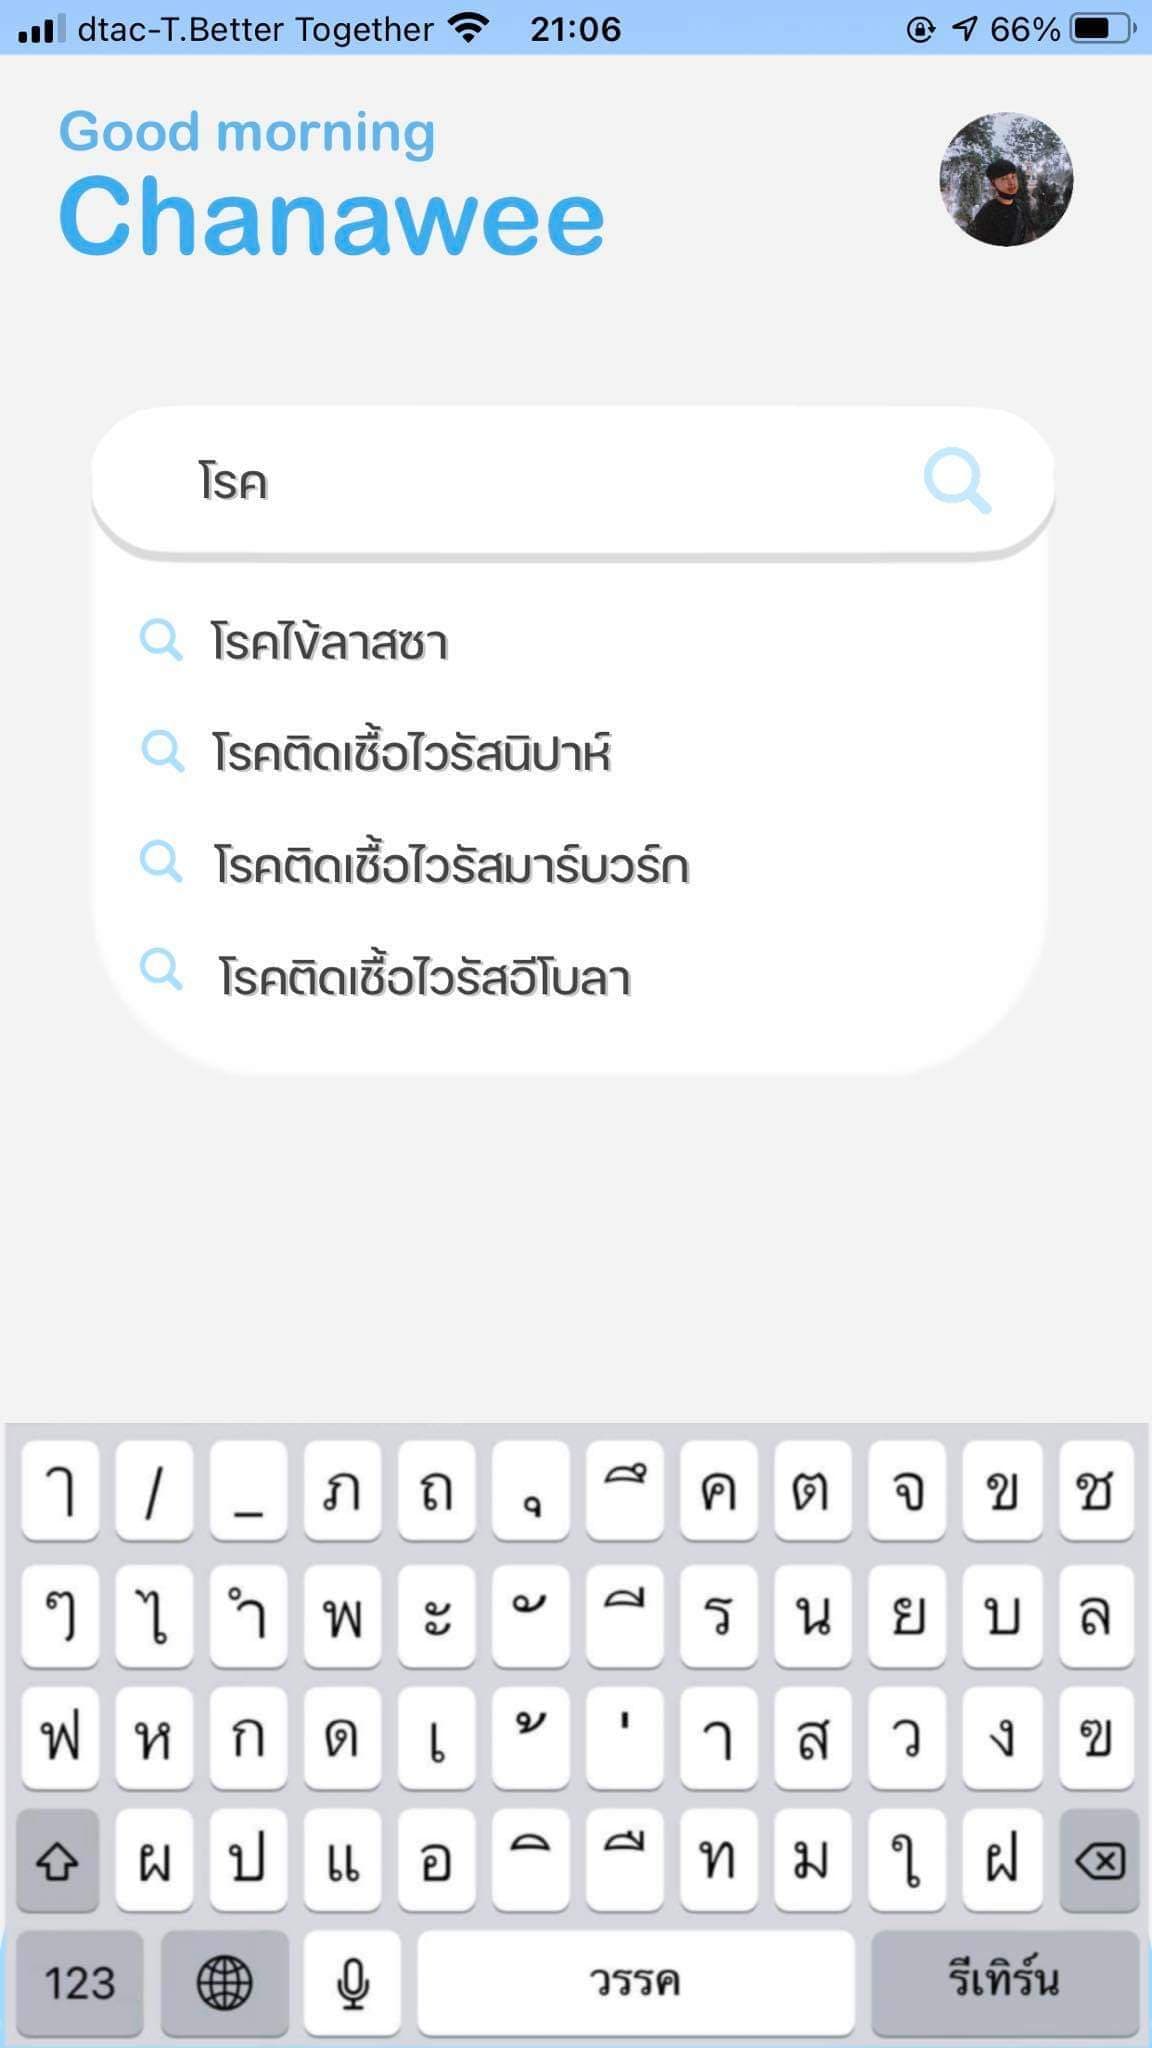 dtac-T.Better Together 21:06 66%
Good morning
Chanawee
โรค
โรคไข้ลาสซา
โรคติดเชื้อไวรัสนิปาห์
โรคติดเชื้อไวรัสมาร์บวร์ก
โรคติดเชื้อไวรัสอีโบลา
ๅ / _ ภ ถ ุ ึ ค ต จ ข ช
ๆ ไ ำ พ ะ ั ี ร น ย บ ล
ฟ ห ก ด เ ้ ่ า ส ว ง ฃ
ผ ป แ อ ิ ื ท ม ใ ฝ
123 วรรค รีเทิร์น